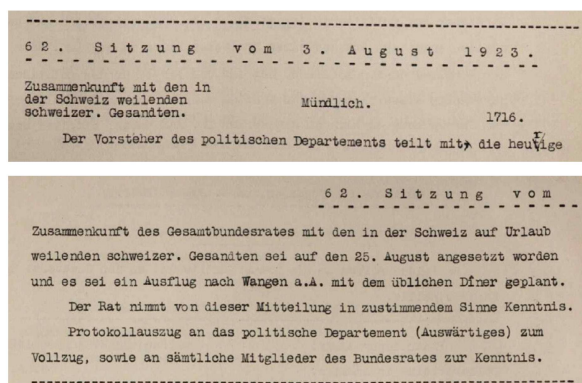 62. Sitzung vom 3. August 1923.
Zusammenkunft mit den in
der Schweiz weilenden
schweizer. Gesandten.
Mündlich.
1716.
Der Vorsteher des politischen Departements teilt mit, die heurige
62. Sitzung vom
Zusammenkunft des Gesamtbundesrates mit den in der Schweiz auf Urlaub
weilenden schweizer. Gesandten sei auf den 25. August angesetzt worden
und es sei ein Ausflug nach Wangen a.A. mit dem üblichen Dîner geplant.
Der Rat nimmt von dieser Mitteilung in zustimmendem Sinne Kenntnis.
Protokollauszug an das politische Departement (Auswärtiges) zum
Vollzug, sowie an sämtliche Mitglieder des Bundesrates zur Kenntnis.